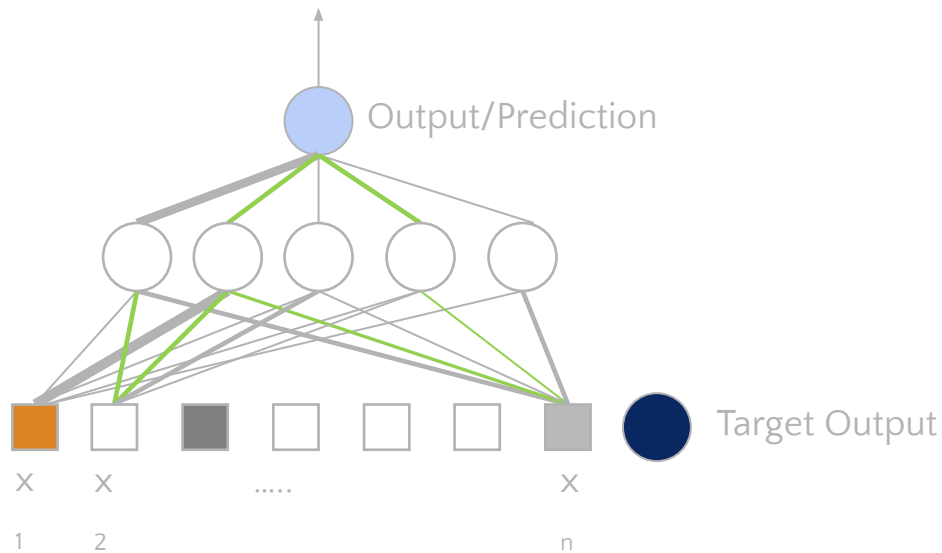 Output/Prediction
Target Output
X X ..... X
1 2 n